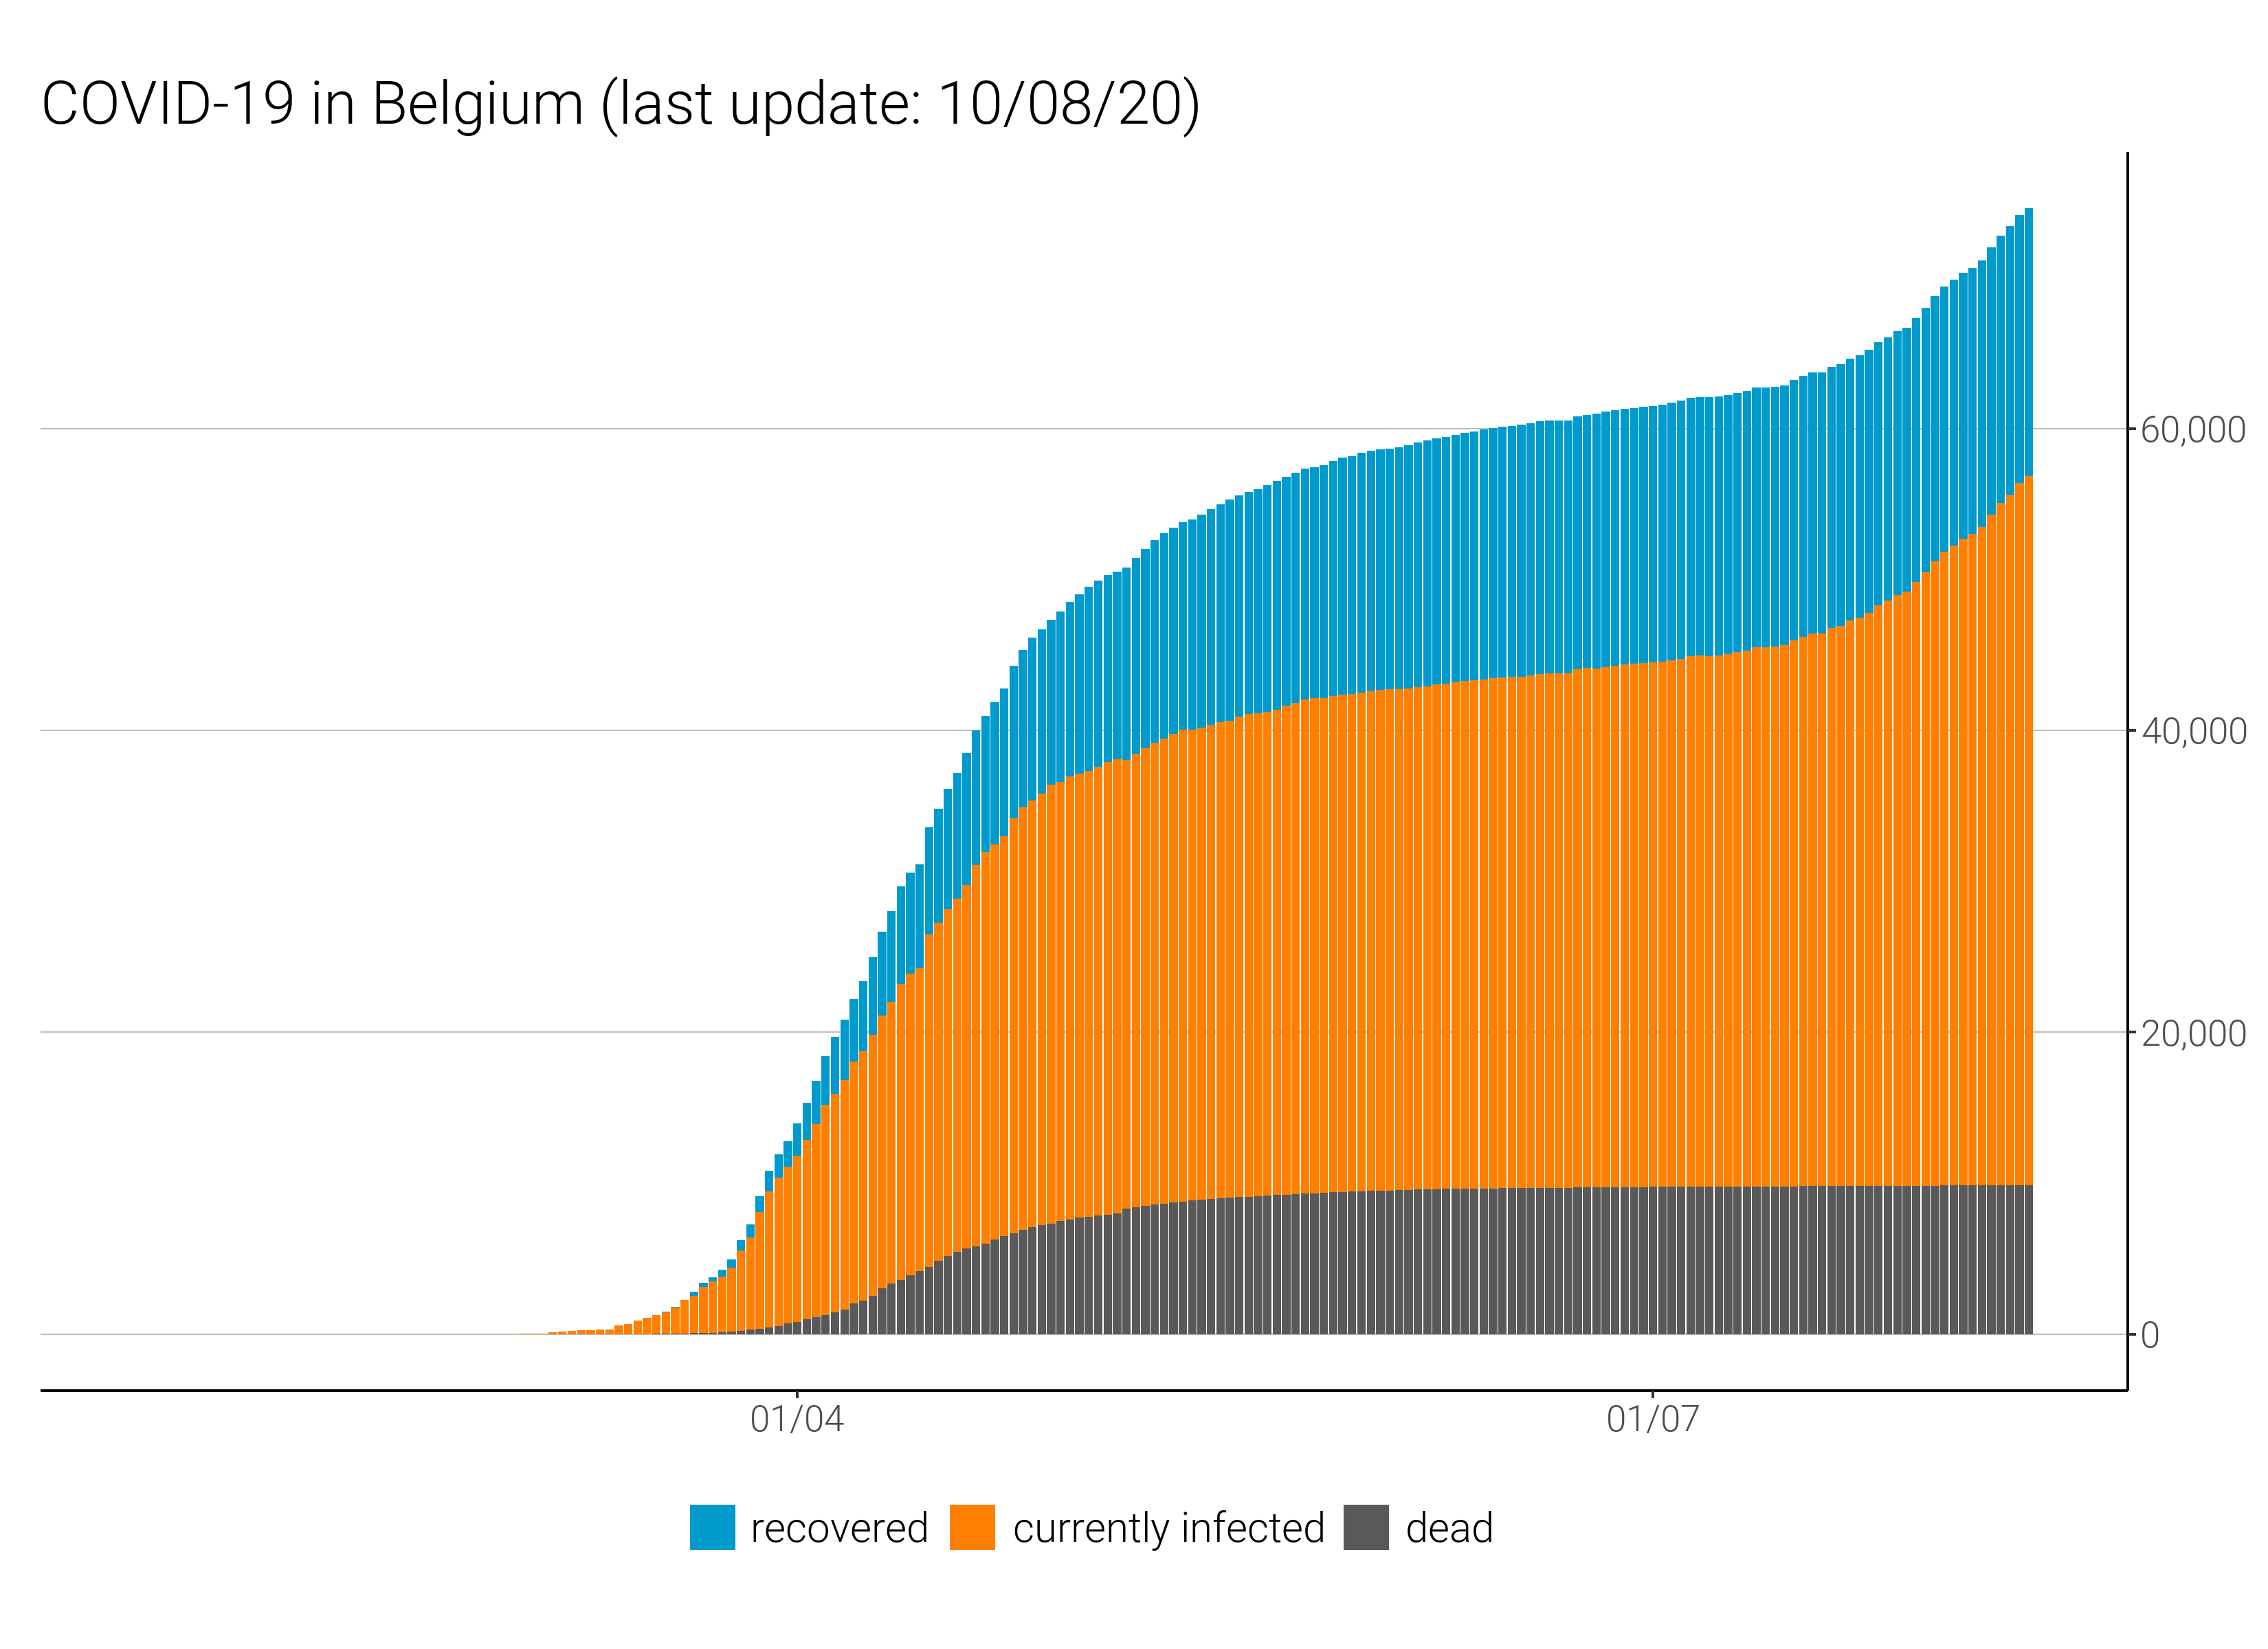 COVID-19 in Belgium (last update: 10/08/20)
60,000
40,000
20,000
0
01/04 01/07
recovered currently infected dead